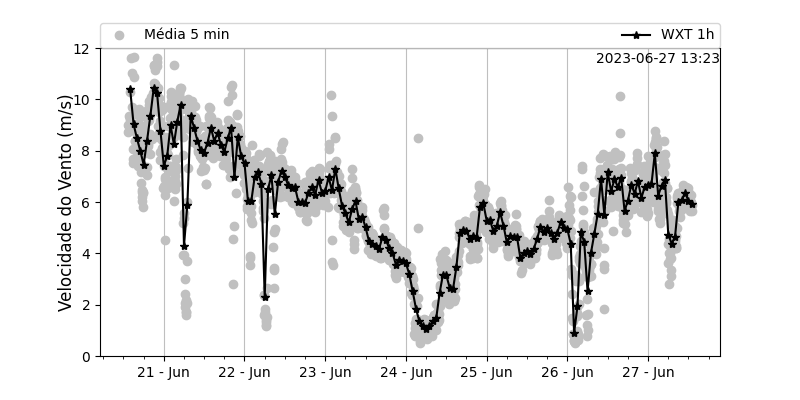 Média 5 min
WXT 1h
2023-06-27 13:23
Velocidade do Vento (m/s)
12
10
8
6
4
2
0
21 - Jun
22 - Jun
23 - Jun
24 - Jun
25 - Jun
26 - Jun
27 - Jun